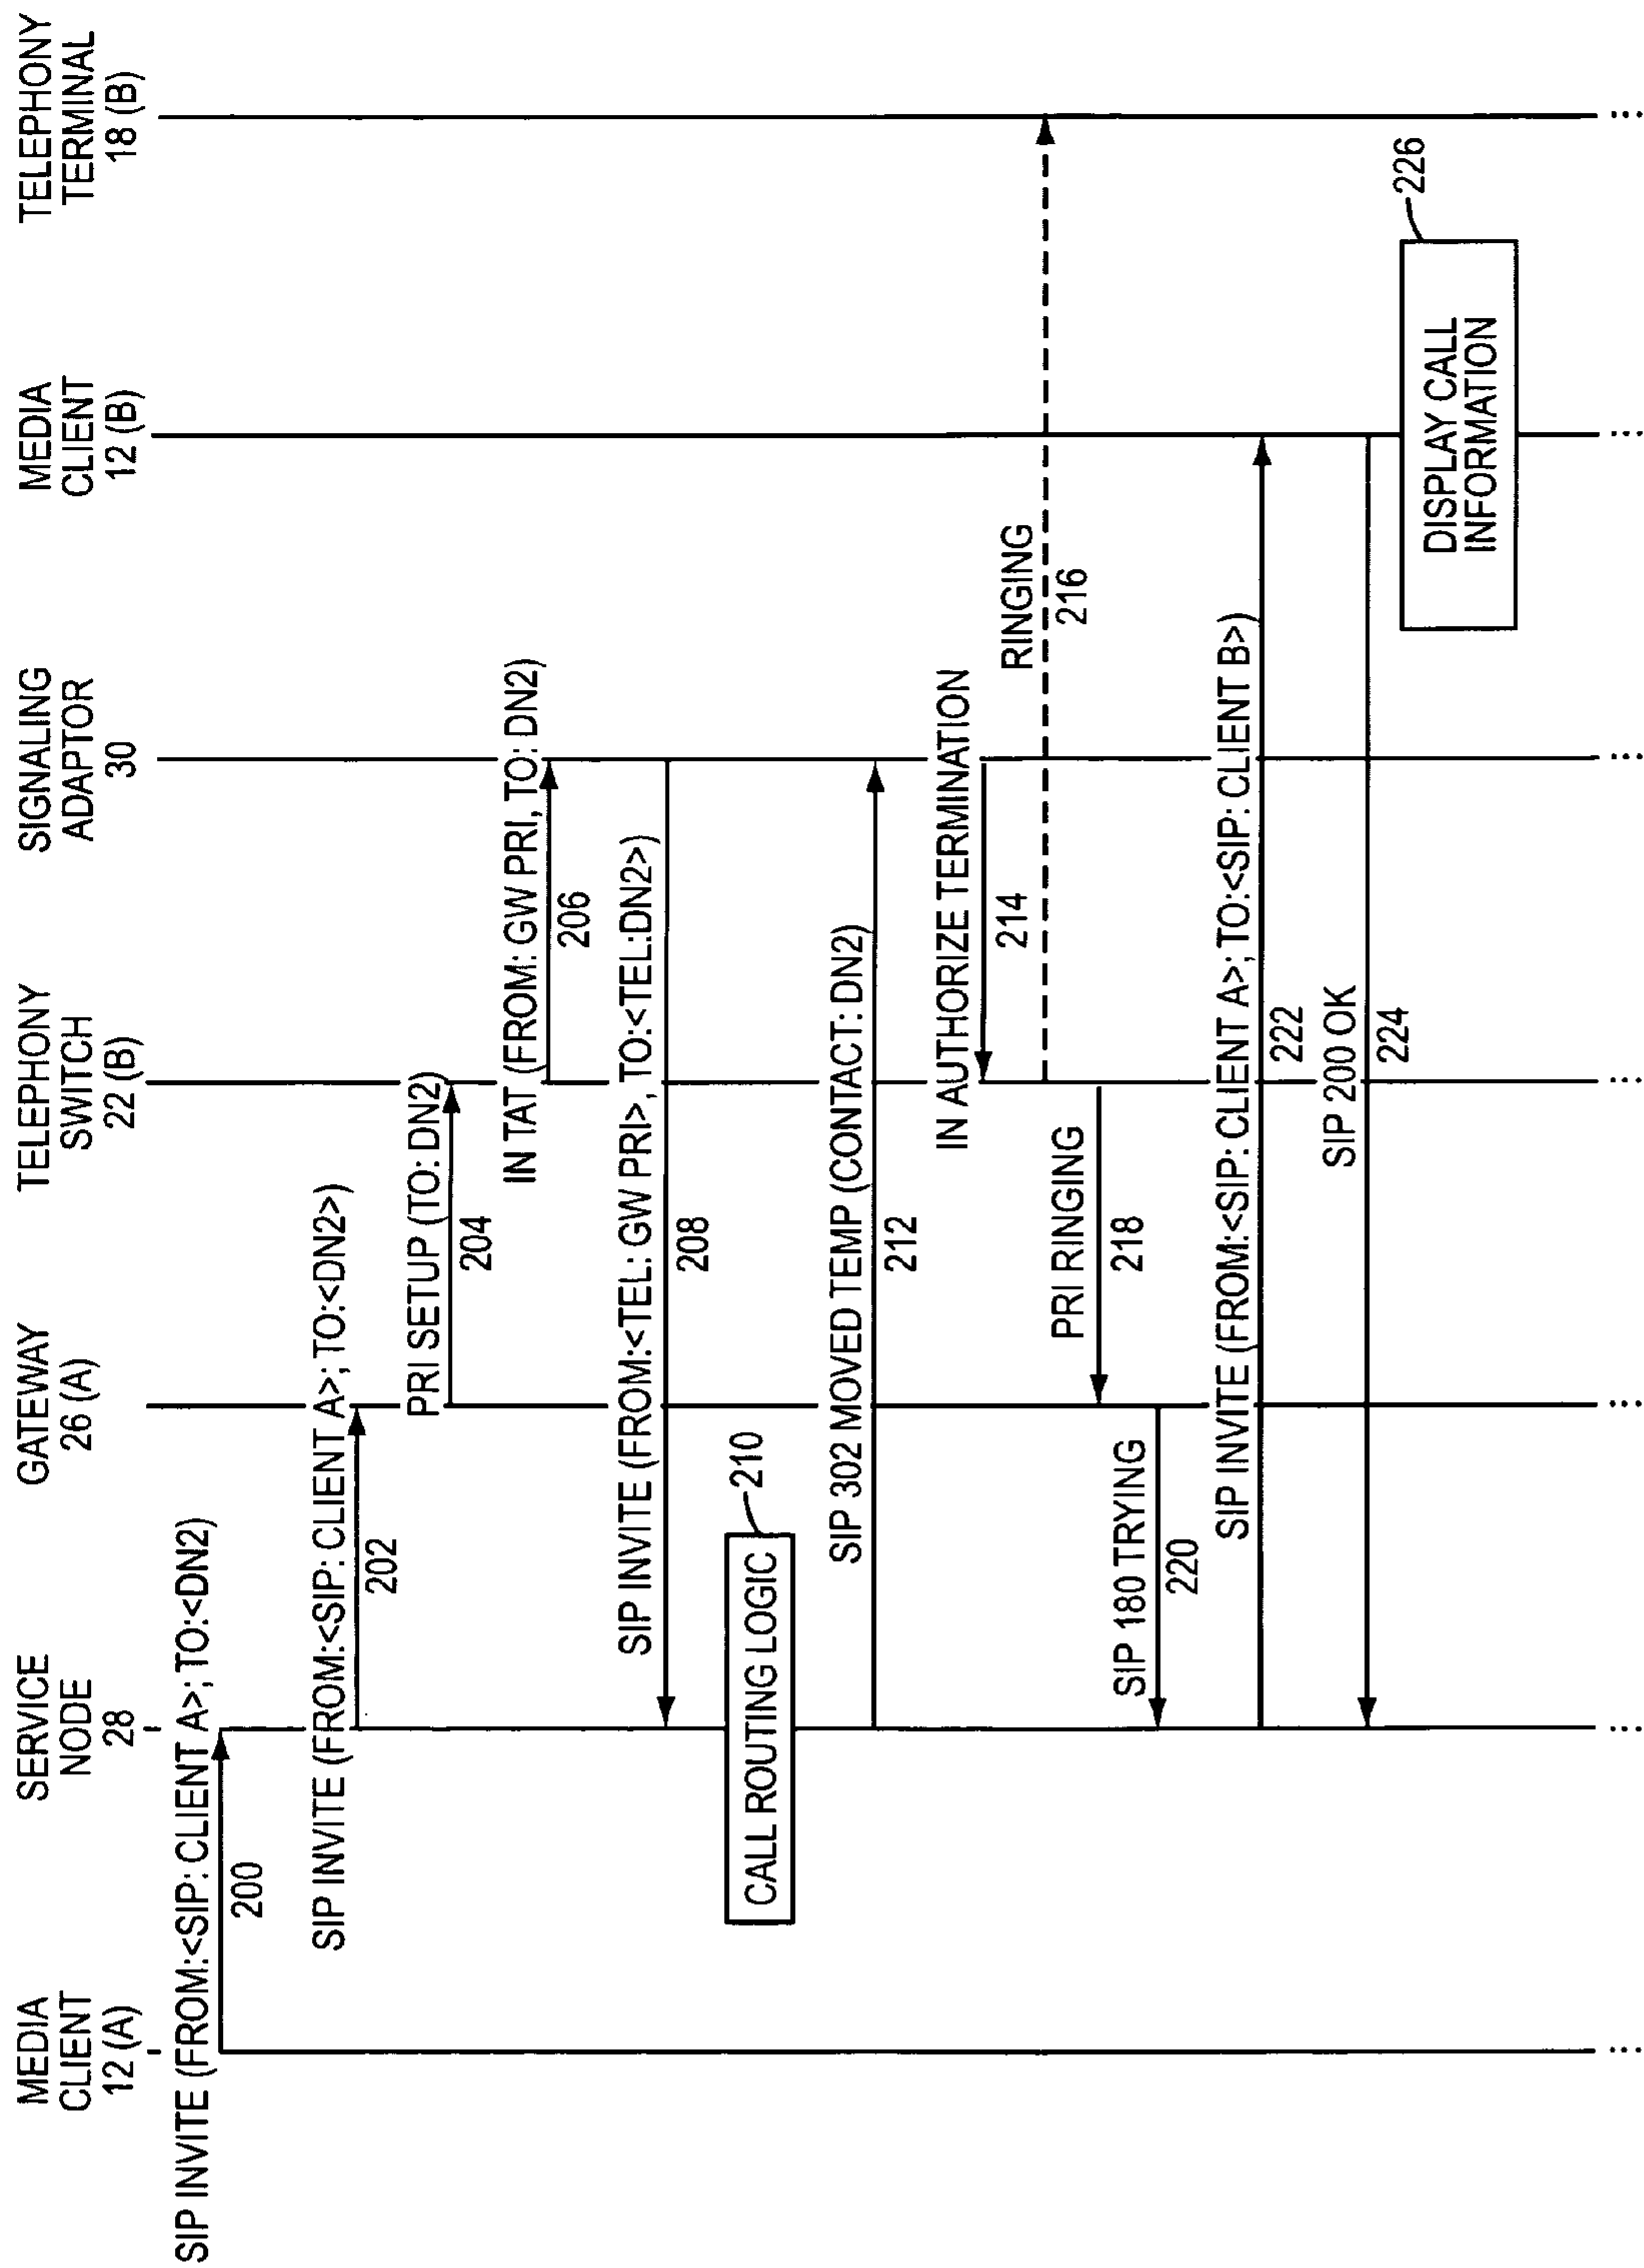 MEDIA
CLIENT
12 (A)
SERVICE
NODE
28
GATEWAY
26 (A)
TELEPHONY
SWITCH
22 (B)
SIGNALING
ADAPTOR
30
MEDIA
CLIENT
12 (B)
TELEPHONY
TERMINAL
18 (B)
SIP INVITE (FROM:<SIP: CLIENT A>; TO:<DN2)
200
SIP INVITE (FROM:<SIP: CLIENT A>; TO:<DN2>)
202
PRI SETUP (TO: DN2)
204
IN TAT (FROM: GW PRI, TO: DN2)
206
SIP INVITE (FROM:<TEL: GW PRI>, TO:<TEL:DN2>)
208
CALL ROUTING LOGIC
210
SIP 302 MOVED TEMP (CONTACT: DN2)
212
IN AUTHORIZE TERMINATION
214
RINGING
216
PRI RINGING
218
SIP 180 TRYING
220
SIP INVITE (FROM:<SIP: CLIENT A>; TO:<SIP: CLIENT B>)
222
SIP 200 OK
224
DISPLAY CALL
INFORMATION
226